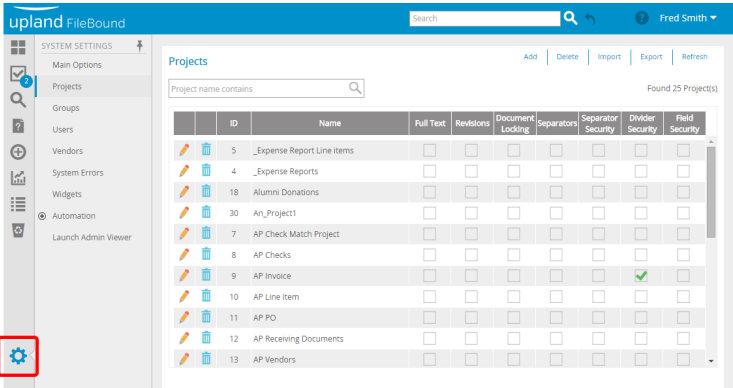 upland FileBound
Search
?
Fred Smith
SYSTEM SETTINGS
Main Options
2
Projects
Groups
Users
Vendors
System Errors
Widgets
Automation
Launch Admin Viewer
Projects
Add Delete Import Export Refresh
Project name contains
Found 25 Project(s)
ID Name Full Text Revisions Document Locking Separators Separator Security Divider Security Field Security
5 _Expense Report Line items
4 _Expense Reports
18 Alumni Donations
30 An_Project1
7 AP Check Match Project
8 AP Checks
9 AP Invoice
10 AP Line Item
11 AP PO
12 AP Receiving Documents
13 AP Vendors